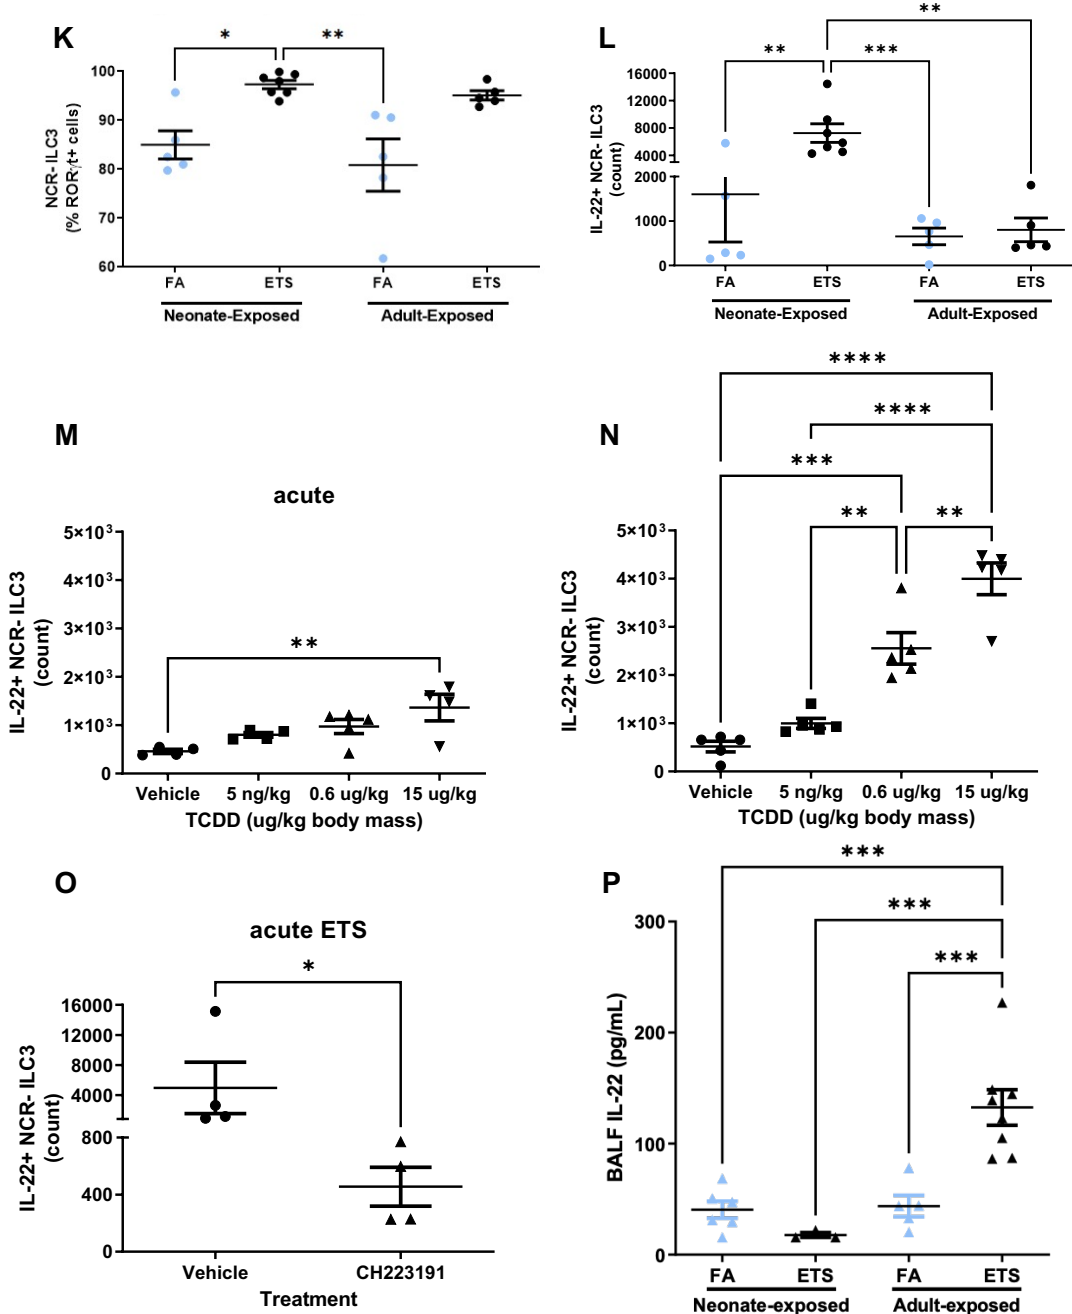 K
*
**
NCR- ILC3
(% RORγt+ cells)
100
90
80
70
60
FA
ETS
FA
ETS
Neonate-Exposed
Adult-Exposed
L
**
**
***
IL-22+ NCR- ILC3
(count)
16000
12000
8000
4000
2000
1000
0
FA
ETS
FA
ETS
Neonate-Exposed
Adult-Exposed
M
acute
**
IL-22+ NCR- ILC3
(count)
5×10³
4×10³
3×10³
2×10³
1×10³
0
Vehicle
5 ng/kg
0.6 ug/kg
15 ug/kg
TCDD (ug/kg body mass)
N
****
****
***
**
**
IL-22+ NCR- ILC3
(count)
5×10³
4×10³
3×10³
2×10³
1×10³
0
Vehicle
5 ng/kg
0.6 ug/kg
15 ug/kg
TCDD (ug/kg body mass)
O
acute ETS
*
IL-22+ NCR- ILC3
(count)
16000
12000
8000
4000
800
400
0
Vehicle
CH223191
Treatment
P
***
***
***
BALF IL-22 (pg/mL)
300
200
100
0
FA
ETS
FA
ETS
Neonate-exposed
Adult-exposed